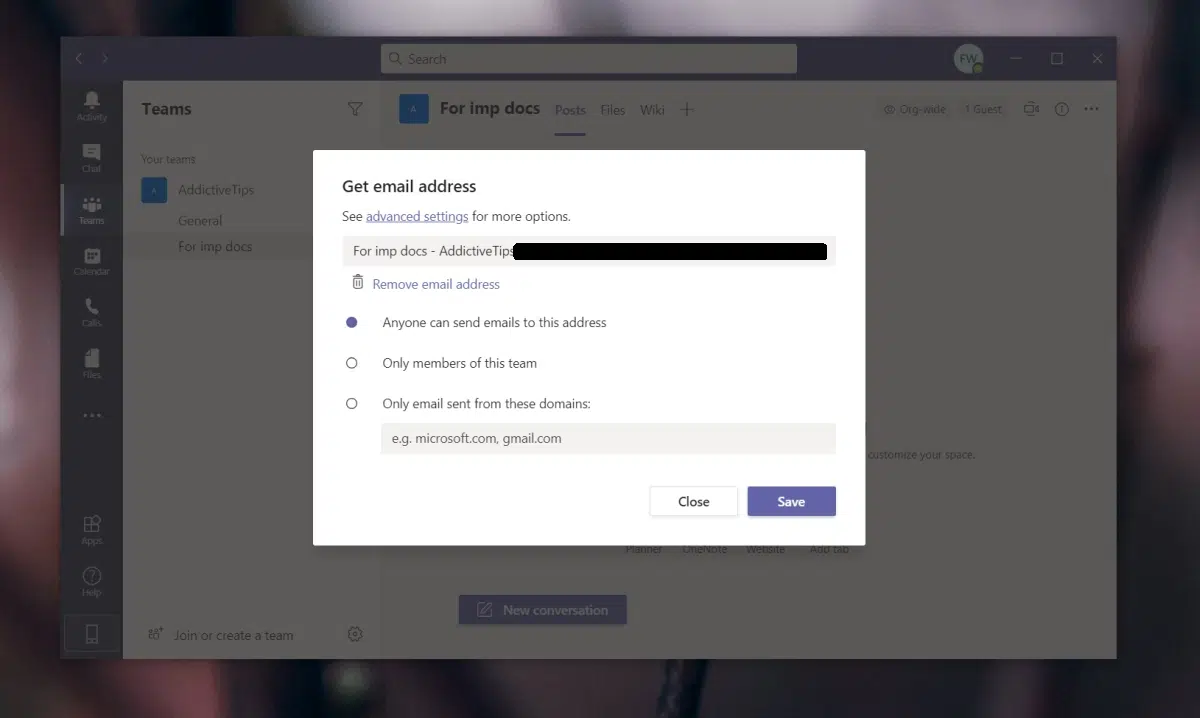 Search
FW
Activity
Chat
Teams
Calendar
Calls
Files
Apps
Help
Teams
Your teams
A
AddictiveTips
General
For imp docs
Join or create a team
A
For imp docs
Posts
Files
Wiki
Org-wide
1 Guest
Get email address
See advanced settings for more options.
For imp docs - AddictiveTips
Remove email address
Anyone can send emails to this address
Only members of this team
Only email sent from these domains:
e.g. microsoft.com, gmail.com
Close
Save
customize your space.
Planner
OneNote
Website
Add tab
New conversation